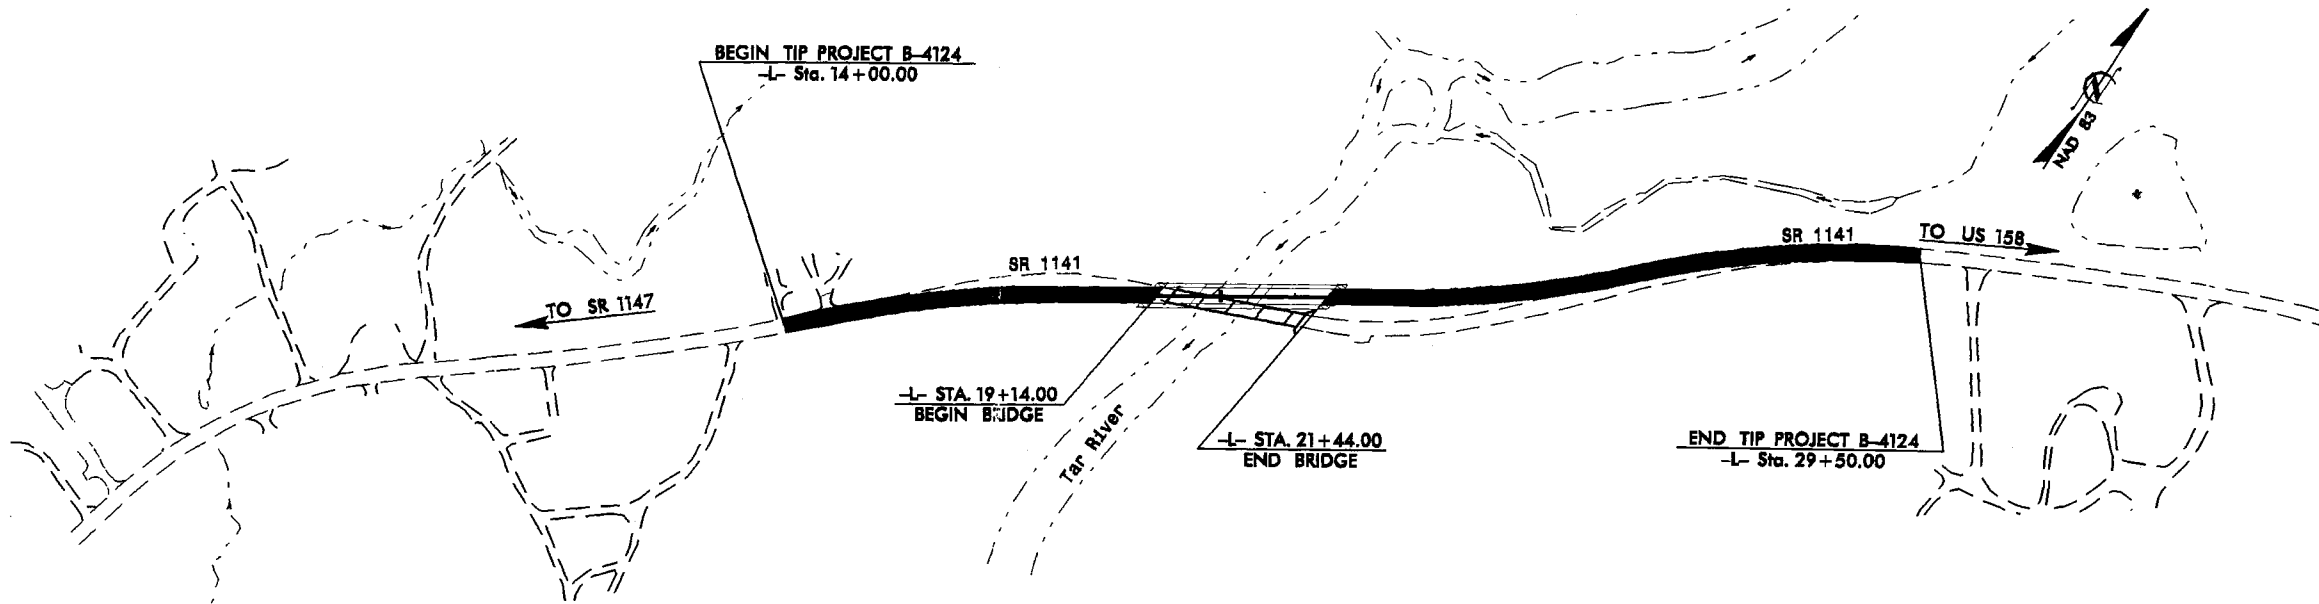 BEGIN TIP PROJECT B-4124
-L- Sta. 14+00.00
NAD 83
SR 1141
TO US 158
SR 1141
TO SR 1147
-L- STA. 19+14.00
BEGIN BRIDGE
Tar River
-L- STA. 21+44.00
END BRIDGE
END TIP PROJECT B-4124
-L- Sta. 29+50.00